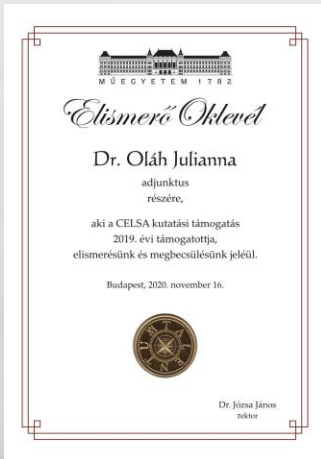 MŰEGYETEM 1782
Elismerő Oklevél
Dr. Oláh Julianna
adjunktus
részére,
aki a CELSA kutatási támogatás
2019. évi támogatottja,
elismerésünk és megbecsülésünk jeléül.
Budapest, 2020. november 16.
Dr. Józsa János
rektor